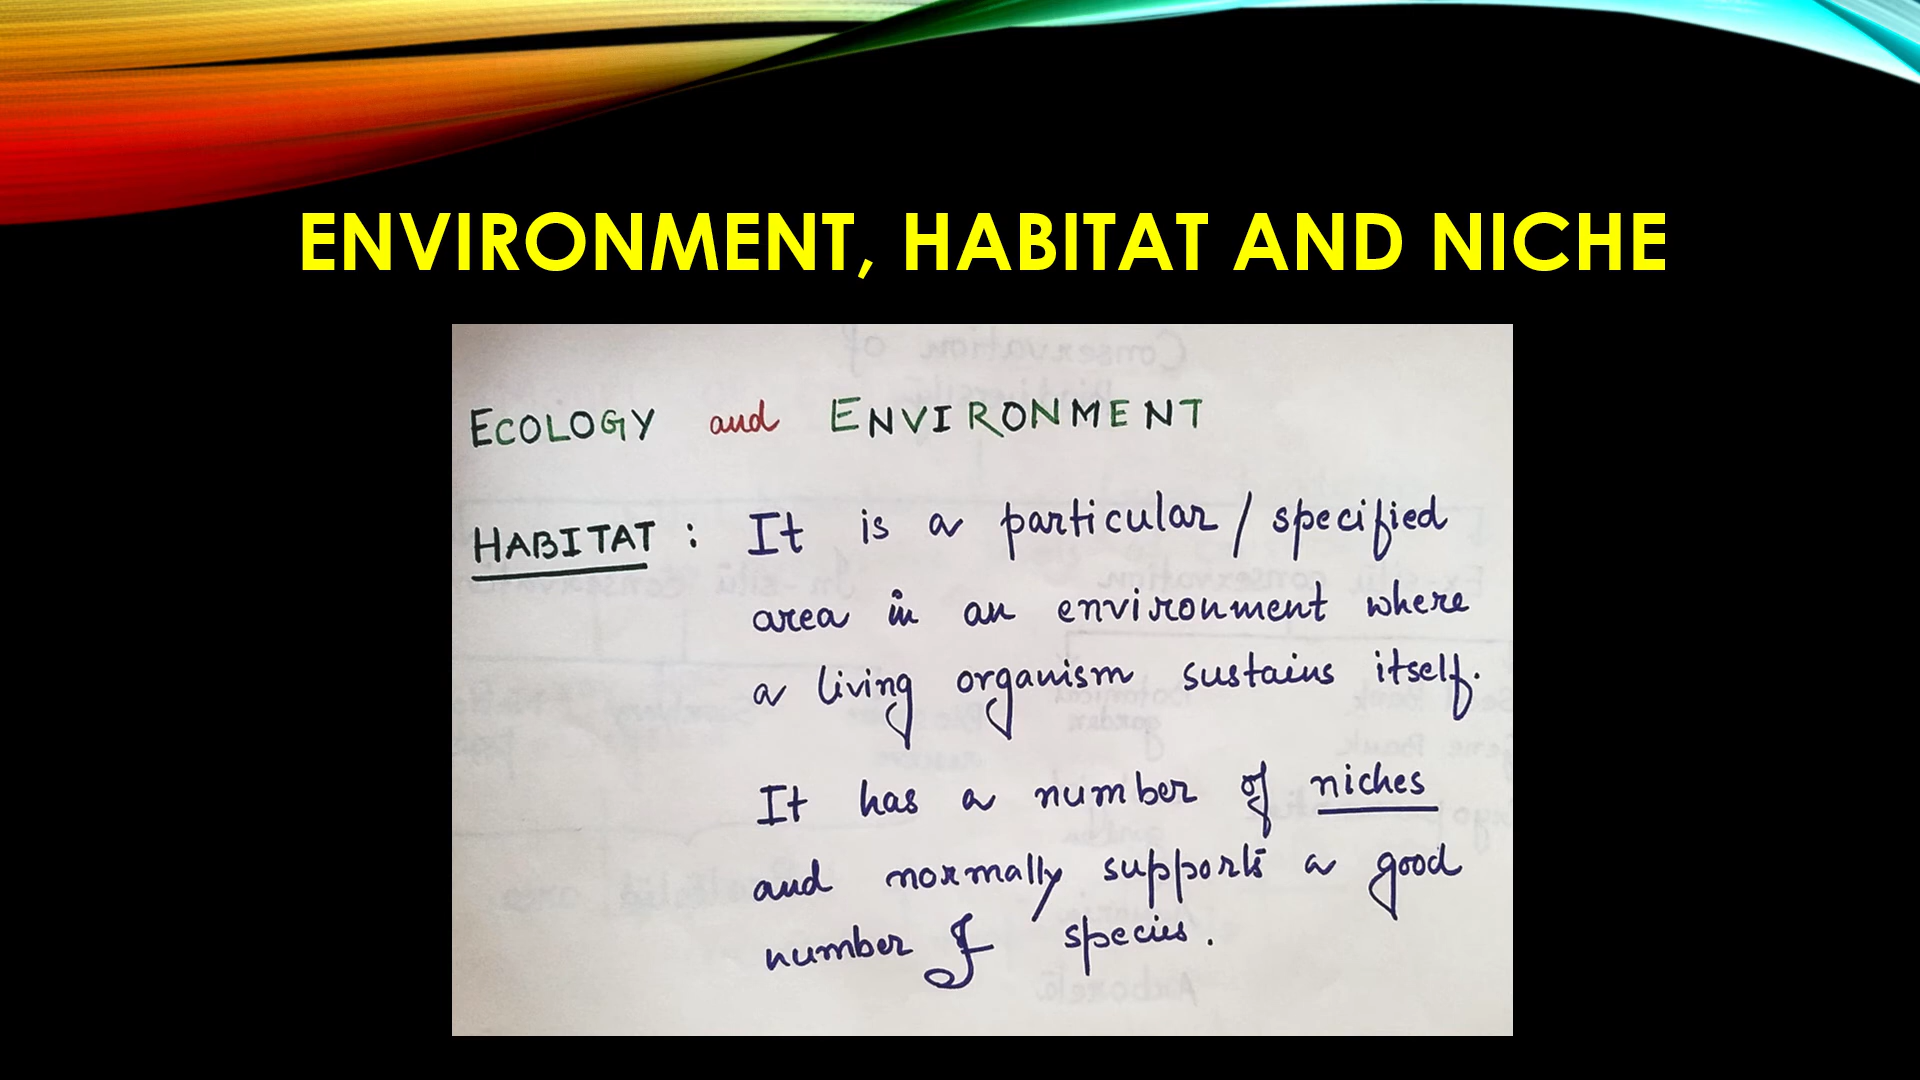 ENVIRONMENT, HABITAT AND NICHE
ECOLOGY and ENVIRONMENT
HABITAT : It is a particular / specified
area in an environment where
a living organism sustains itself.
It has a number of niches
and normally supports a good
number of species.